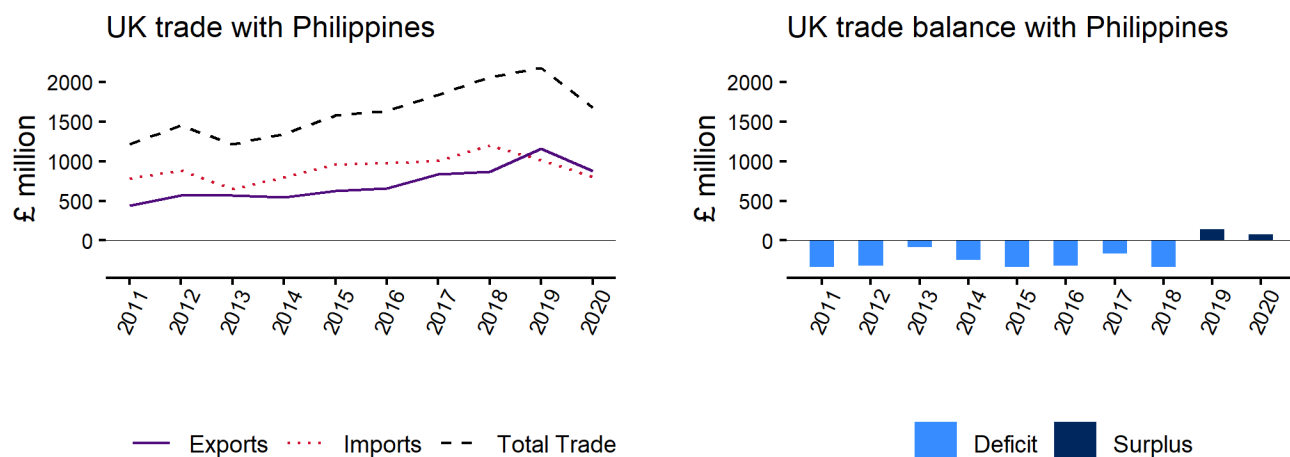 UK trade with Philippines
£ million
2000
1500
1000
500
0
2011 2012 2013 2014 2015 2016 2017 2018 2019 2020
Exports Imports Total Trade
UK trade balance with Philippines
£ million
2000
1500
1000
500
0
2011 2012 2013 2014 2015 2016 2017 2018 2019 2020
Deficit Surplus